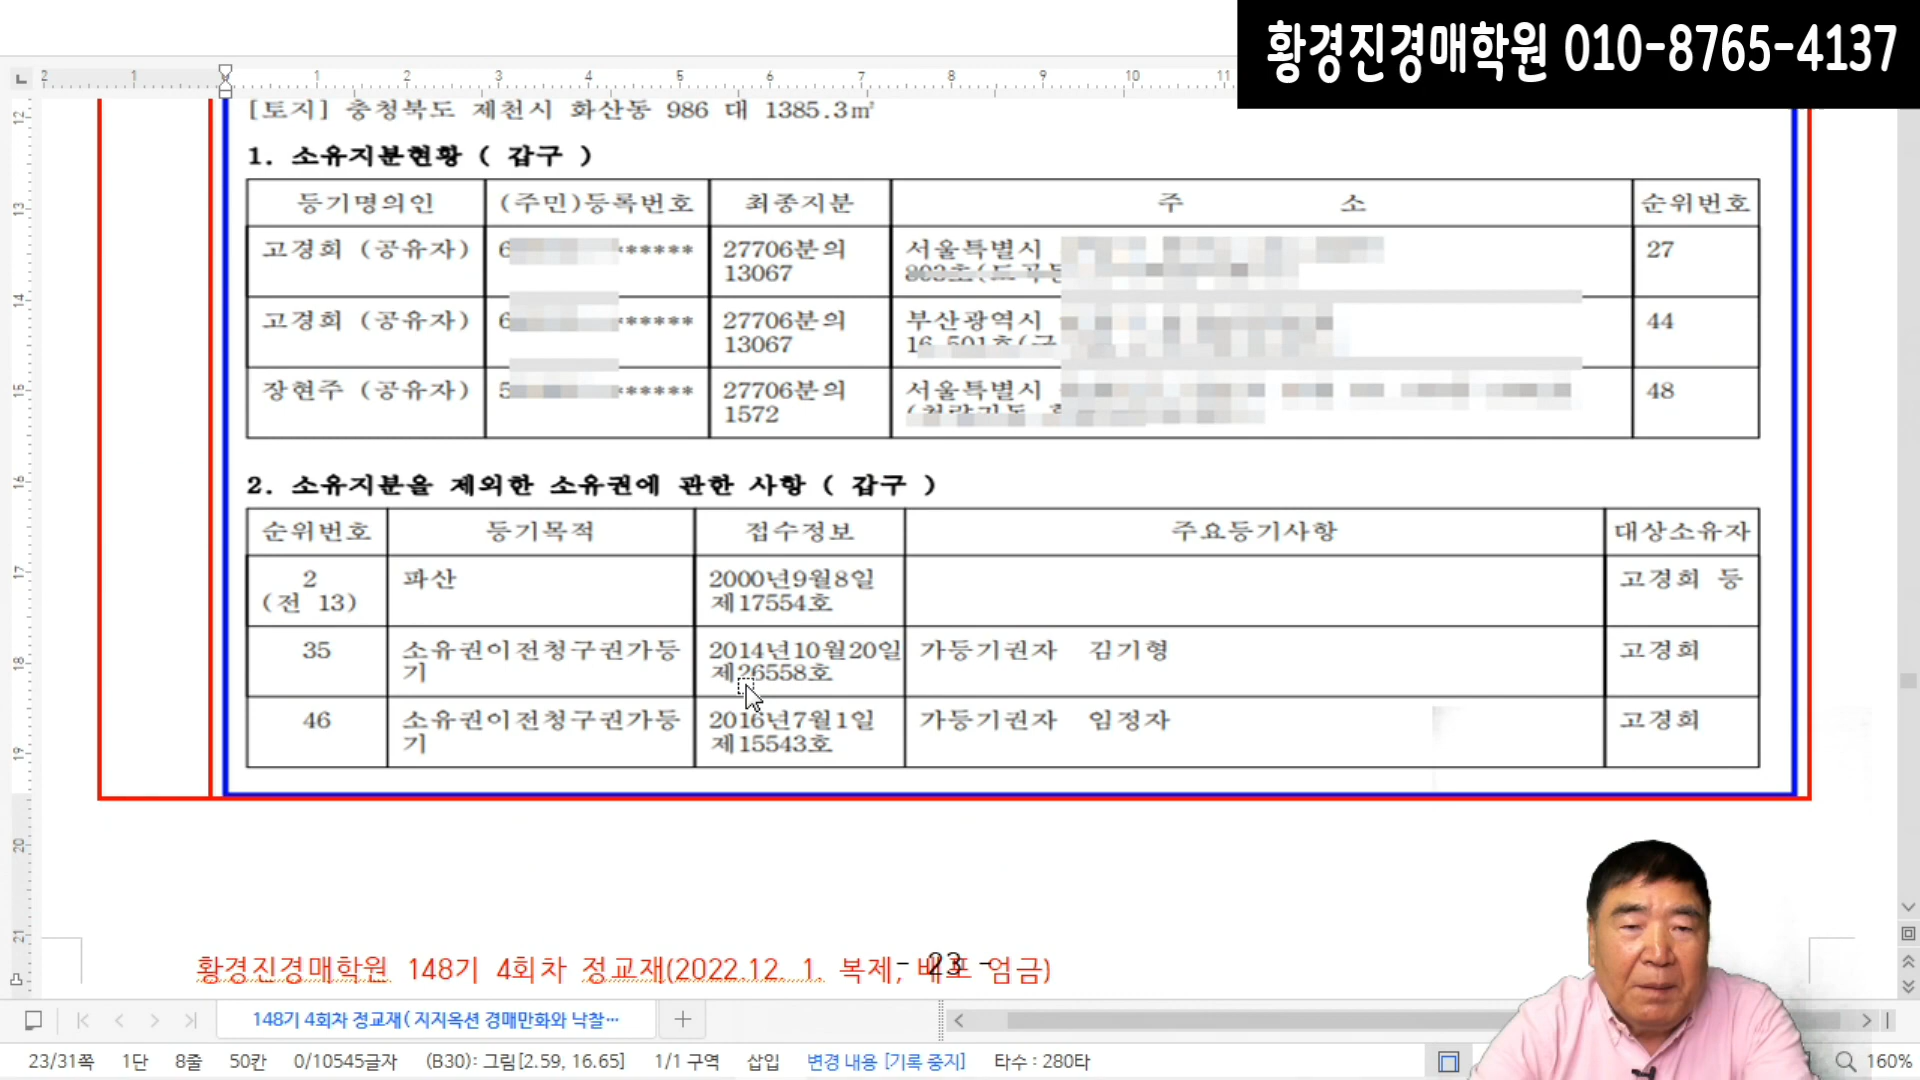 황경진경매학원 010-8765-4137
[토지] 충청북도 제천시 화산동 986 대 1385.3㎡
1. 소유지분현황 ( 갑구 )
등기명의인 (주민)등록번호 최종지분 주 소 순위번호
고경희 (공유자) 6 ****** 27706분의 13067 서울특별시 27
고경희 (공유자) 6 ****** 27706분의 13067 부산광역시 44
장현주 (공유자) 5 ****** 27706분의 1572 서울특별시 48
2. 소유지분을 제외한 소유권에 관한 사항 ( 갑구 )
순위번호 등기목적 접수정보 주요등기사항 대상소유자
2 (전 13) 파산 2000년9월8일 제17554호 고경희 등
35 소유권이전청구권가등기 2014년10월20일 제26558호 가등기권자 김기형 고경희
46 소유권이전청구권가등기 2016년7월1일 제15543호 가등기권자 임정자 고경희
- 23 -
황경진경매학원 148기 4회차 정교재(2022.12. 1. 복제, 배포 엄금)
148기 4회차 정교재( 지지옥션 경매만화와 낙찰···
23/31쪽 1단 8줄 50칸 0/10545글자 (B30): 그림[2.59, 16.65] 1/1 구역 삽입 변경 내용 [기록 중지] 타수 : 280타 160%